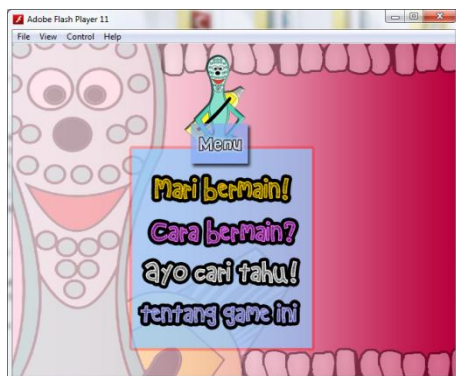 Adobe Flash Player 11
File View Control Help
Menu
Mari bermain!
Cara bermain?
ayo cari tahu!
tentang game ini